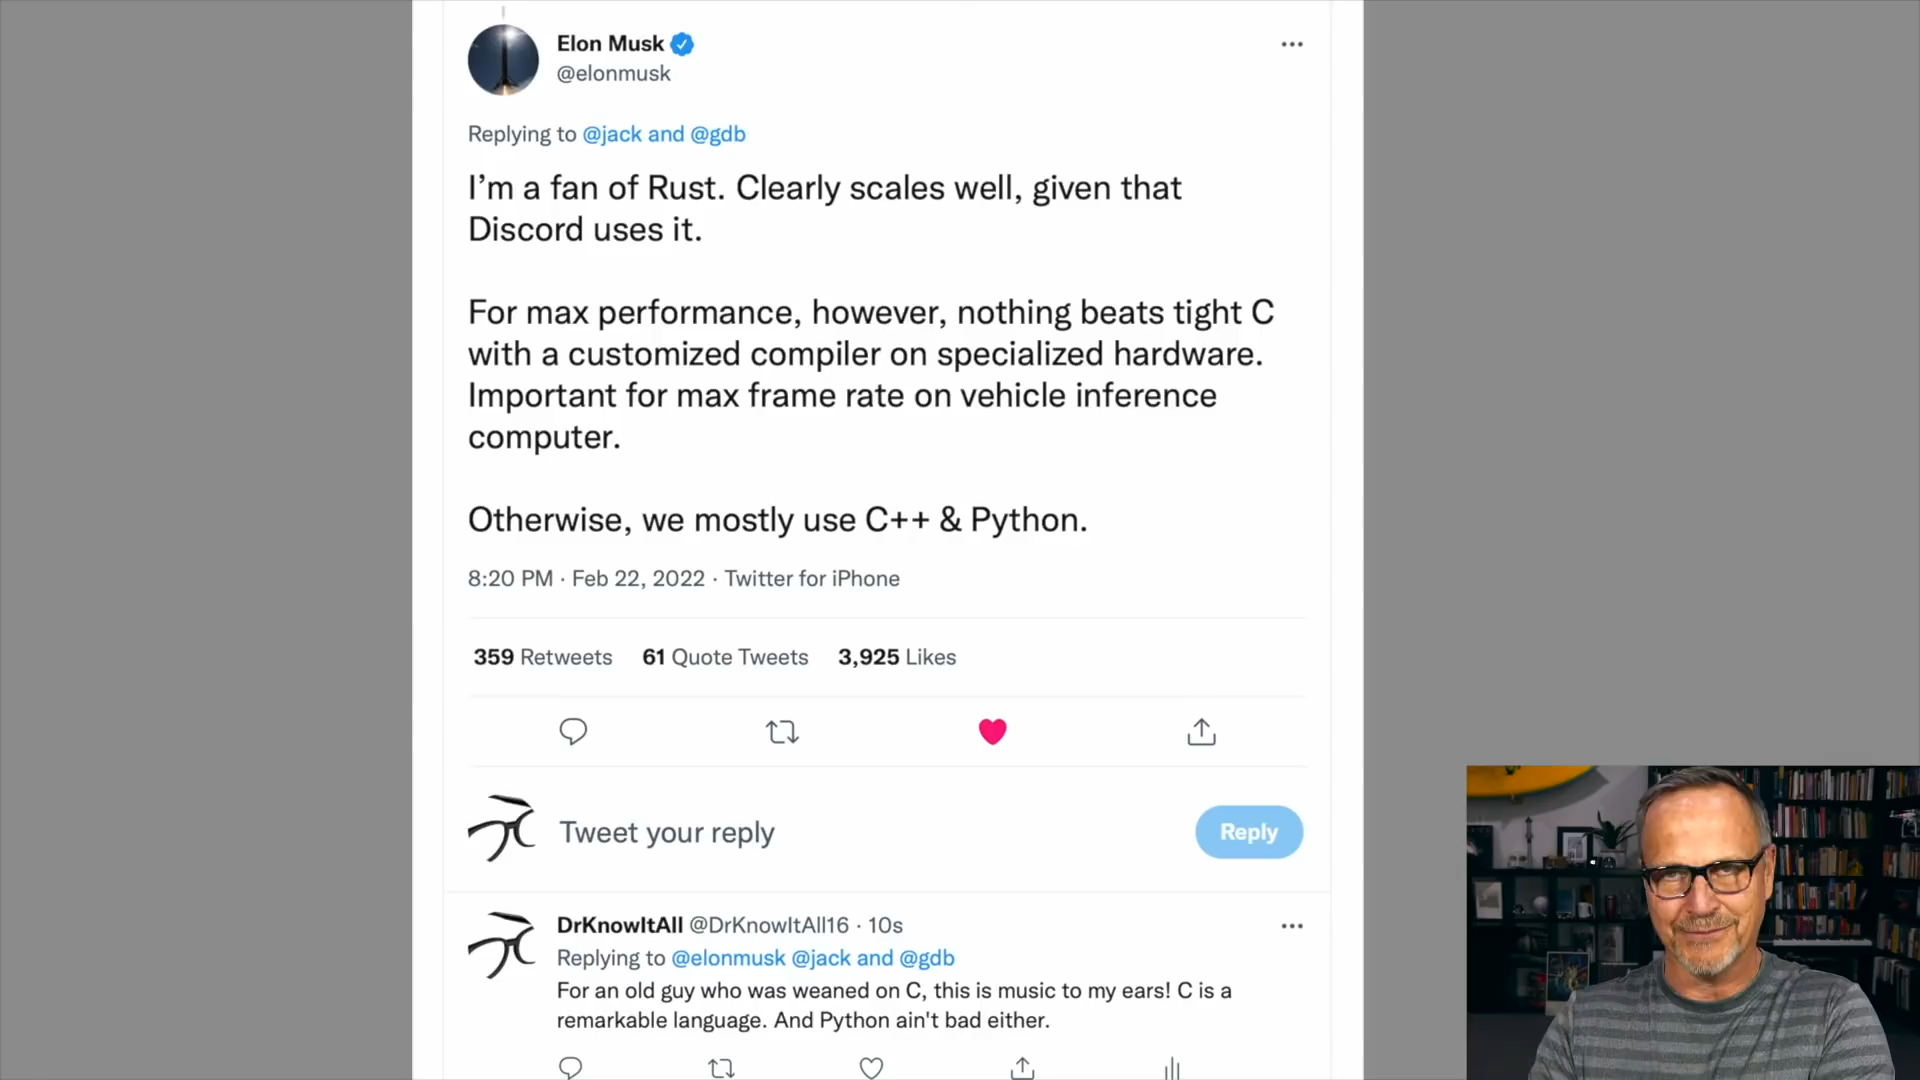 Elon Musk
@elonmusk
Replying to @jack and @gdb
I’m a fan of Rust. Clearly scales well, given that
Discord uses it.
For max performance, however, nothing beats tight C
with a customized compiler on specialized hardware.
Important for max frame rate on vehicle inference
computer.
Otherwise, we mostly use C++ & Python.
8:20 PM · Feb 22, 2022 · Twitter for iPhone
359 Retweets 61 Quote Tweets 3,925 Likes
Tweet your reply
Reply
DrKnowItAll @DrKnowItAll16 · 10s
Replying to @elonmusk @jack and @gdb
For an old guy who was weaned on C, this is music to my ears! C is a
remarkable language. And Python ain't bad either.